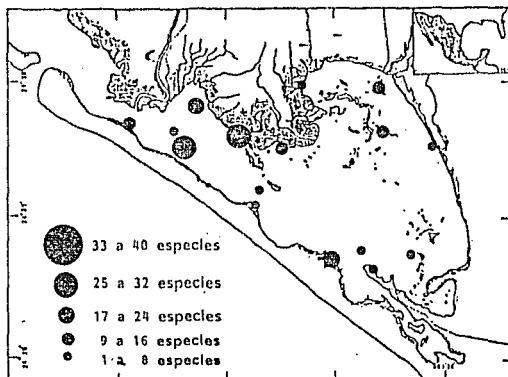 33 a 40 especies
25 a 32 especies
17 a 24 especies
9 a 16 especies
1 a 8 especies